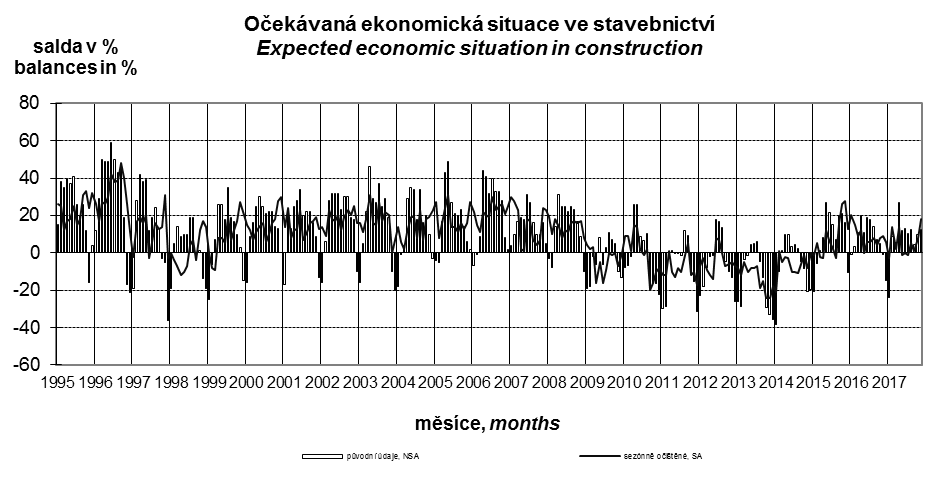 Očekávaná ekonomická situace ve stavebnictví
Expected economic situation in construction
salda v %
balances in %
80
60
40
20
0
-20
-40
-60
1995 1996 1997 1998 1999 2000 2001 2002 2003 2004 2005 2006 2007 2008 2009 2010 2011 2012 2013 2014 2015 2016 2017
měsíce, months
původní údaje, NSA
sezónně očištěné, SA